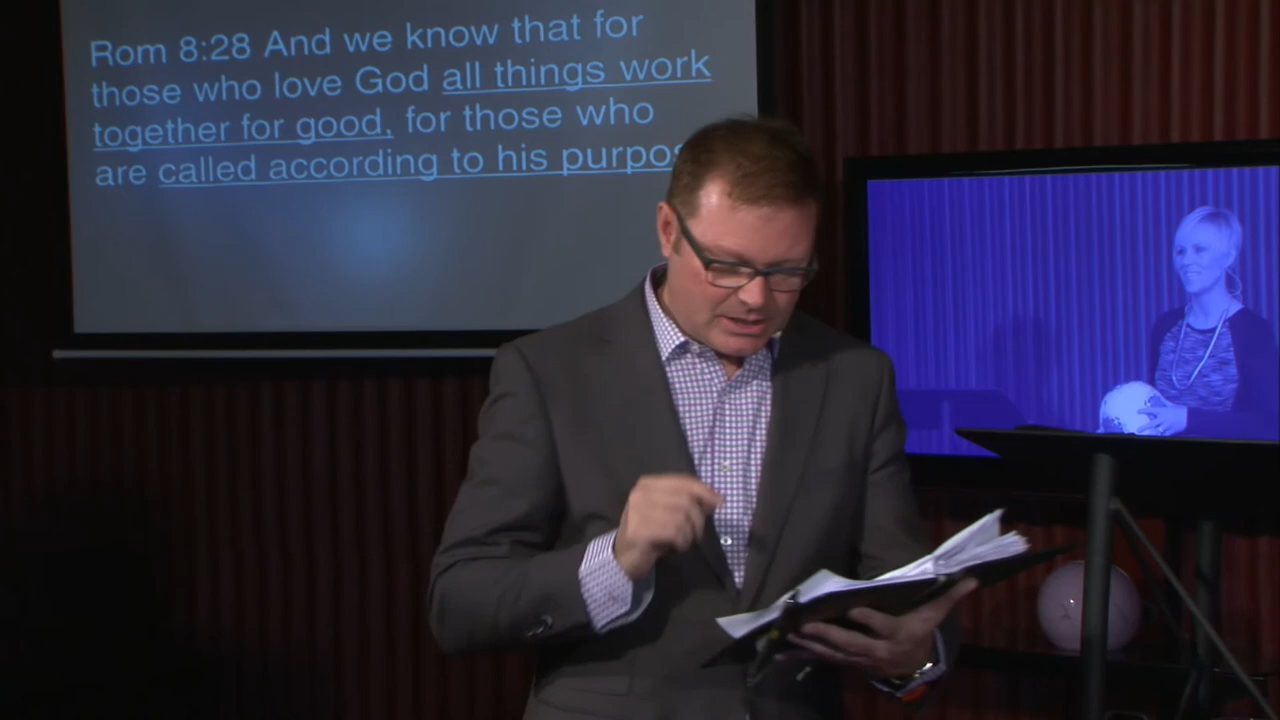 Rom 8:28 And we know that for
those who love God all things work
together for good, for those who
are called according to his